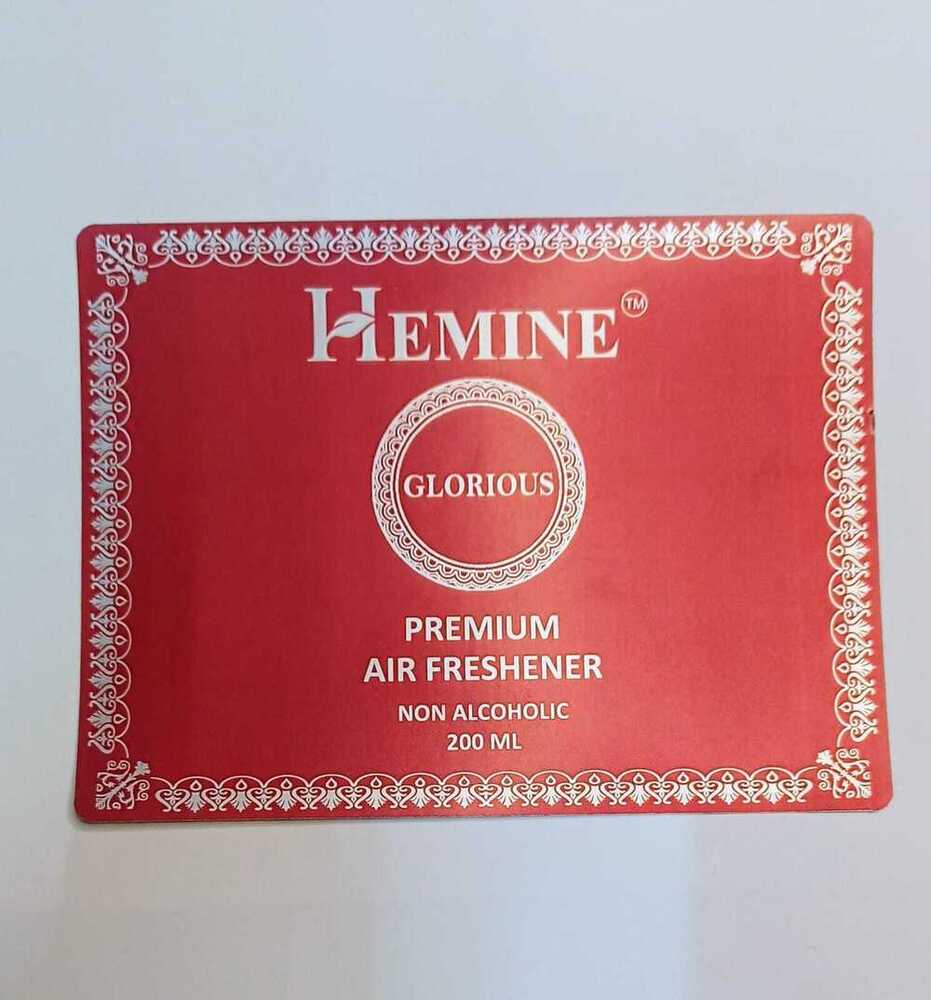 HEMINE™
GLORIOUS
PREMIUM
AIR FRESHENER
NON ALCOHOLIC
200 ML